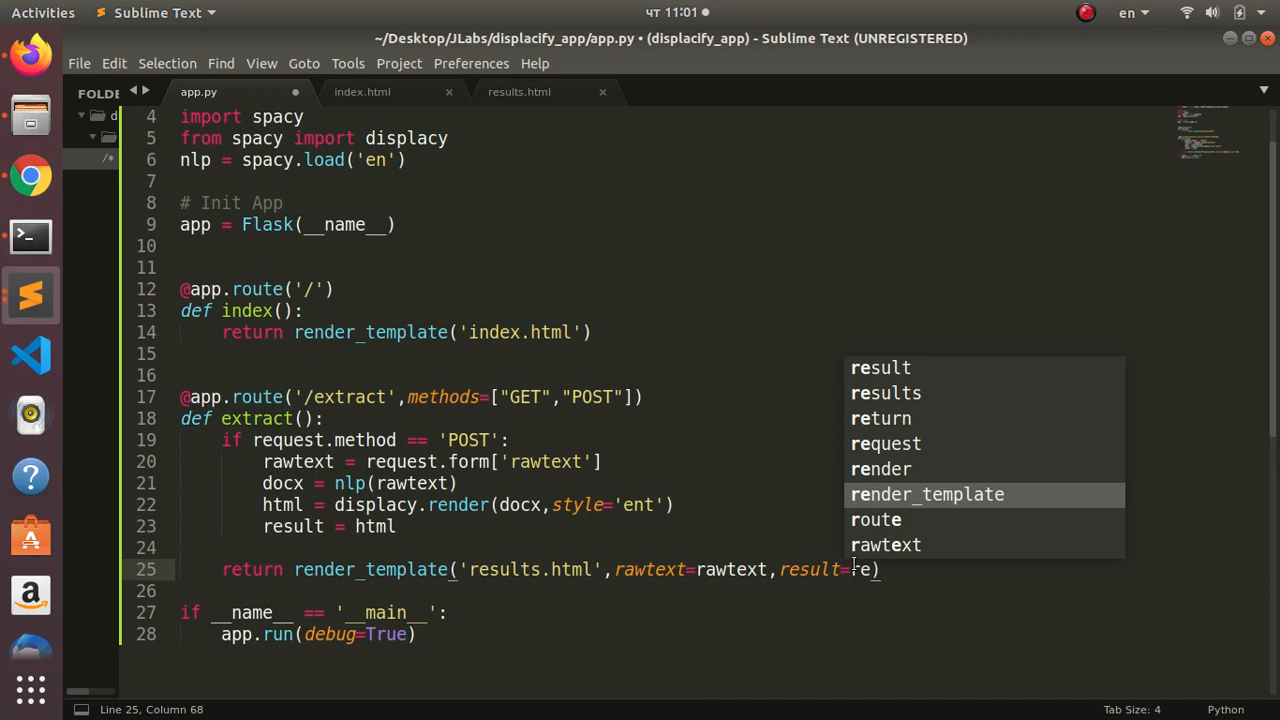 Activities Sublime Text чт 11:01 en
~/Desktop/JLabs/displacify_app/app.py • (displacify_app) - Sublime Text (UNREGISTERED)
File Edit Selection Find View Goto Tools Project Preferences Help
FOLDE app.py index.html results.html
d
/*
4 import spacy
5 from spacy import displacy
6 nlp = spacy.load('en')
7
8 # Init App
9 app = Flask(__name__)
10
11
12 @app.route('/')
13 def index():
14 return render_template('index.html')
15
16
17 @app.route('/extract',methods=["GET","POST"])
18 def extract():
19 if request.method == 'POST':
20 rawtext = request.form['rawtext']
21 docx = nlp(rawtext)
22 html = displacy.render(docx,style='ent')
23 result = html
24
25 return render_template('results.html',rawtext=rawtext,result=re)
26
27 if __name__ == '__main__':
28 app.run(debug=True)
result
results
return
request
render
render_template
route
rawtext
Line 25, Column 68 Tab Size: 4 Python